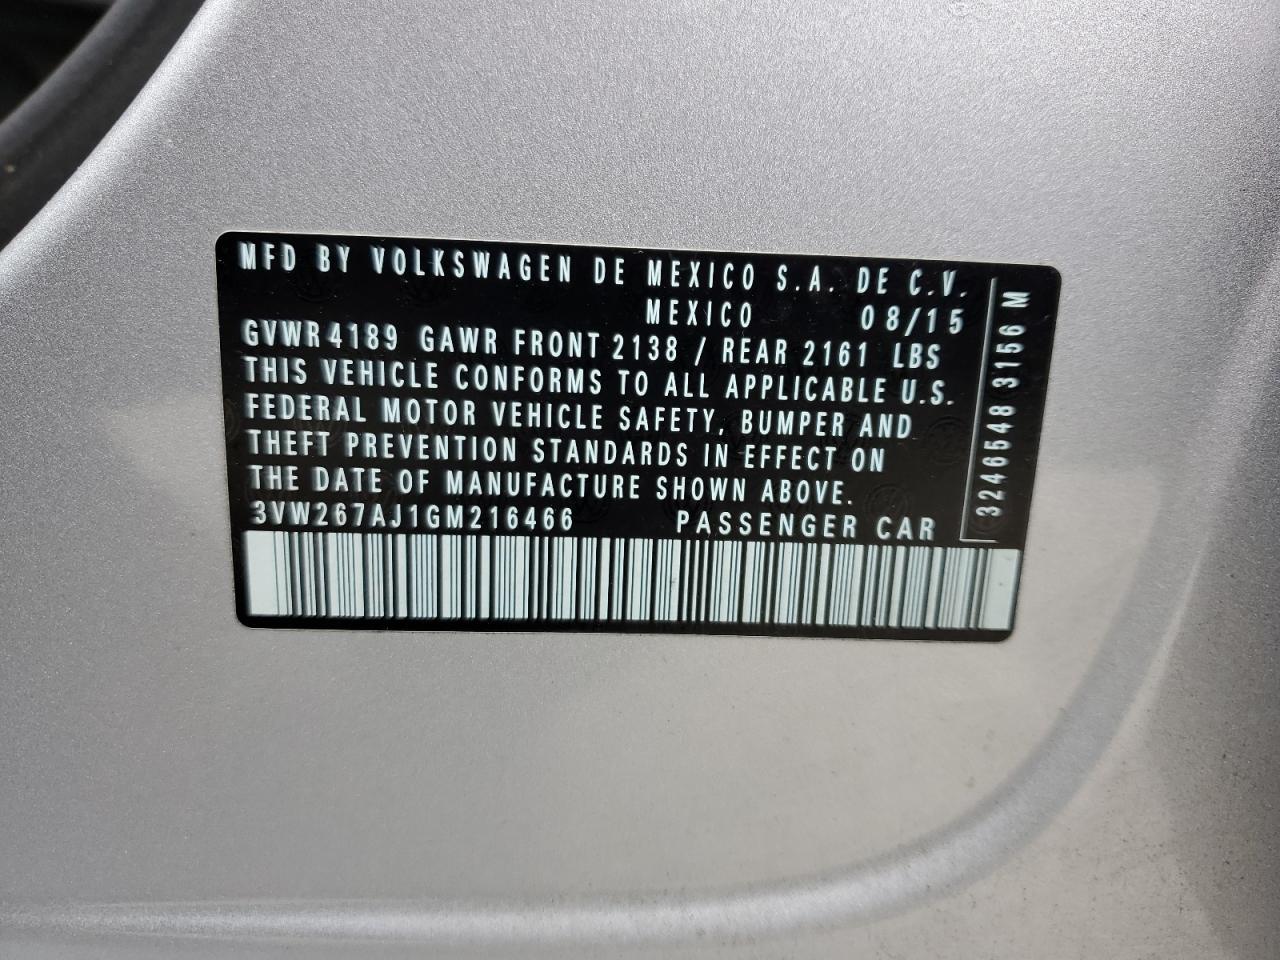 MFD BY VOLKSWAGEN DE MEXICO S.A. DE C.V.
MEXICO 08/15
GVWR 4189 GAWR FRONT 2138 / REAR 2161 LBS
THIS VEHICLE CONFORMS TO ALL APPLICABLE U.S.
FEDERAL MOTOR VEHICLE SAFETY, BUMPER AND
THEFT PREVENTION STANDARDS IN EFFECT ON
THE DATE OF MANUFACTURE SHOWN ABOVE.
3VW267AJ1GM216466 PASSENGER CAR
3246548 3156 M